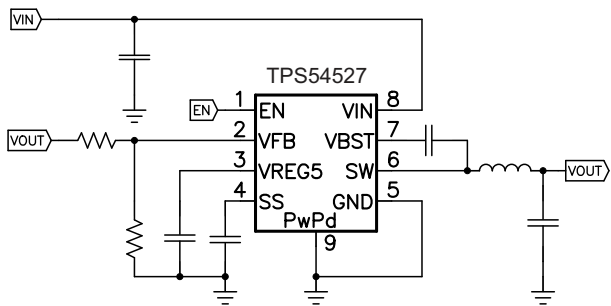 VIN
TPS54527
1 EN VIN 8
EN
VOUT 2 VFB VBST 7
3 VREG5 SW 6 VOUT
4 SS GND 5
PwPd
9